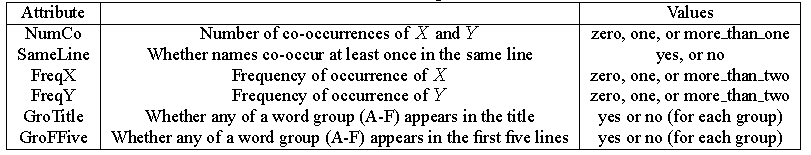 Attribute Values
NumCo Number of co-occurrences of X and Y zero, one, or more_than_one
SameLine Whether names co-occur at least once in the same line yes, or no
FreqX Frequency of occurrence of X zero, one, or more_than_two
FreqY Frequency of occurrence of Y zero, one, or more_than_two
GroTitle Whether any of a word group (A-F) appears in the title yes or no (for each group)
GroFFive Whether any of a word group (A-F) appears in the first five lines yes or no (for each group)